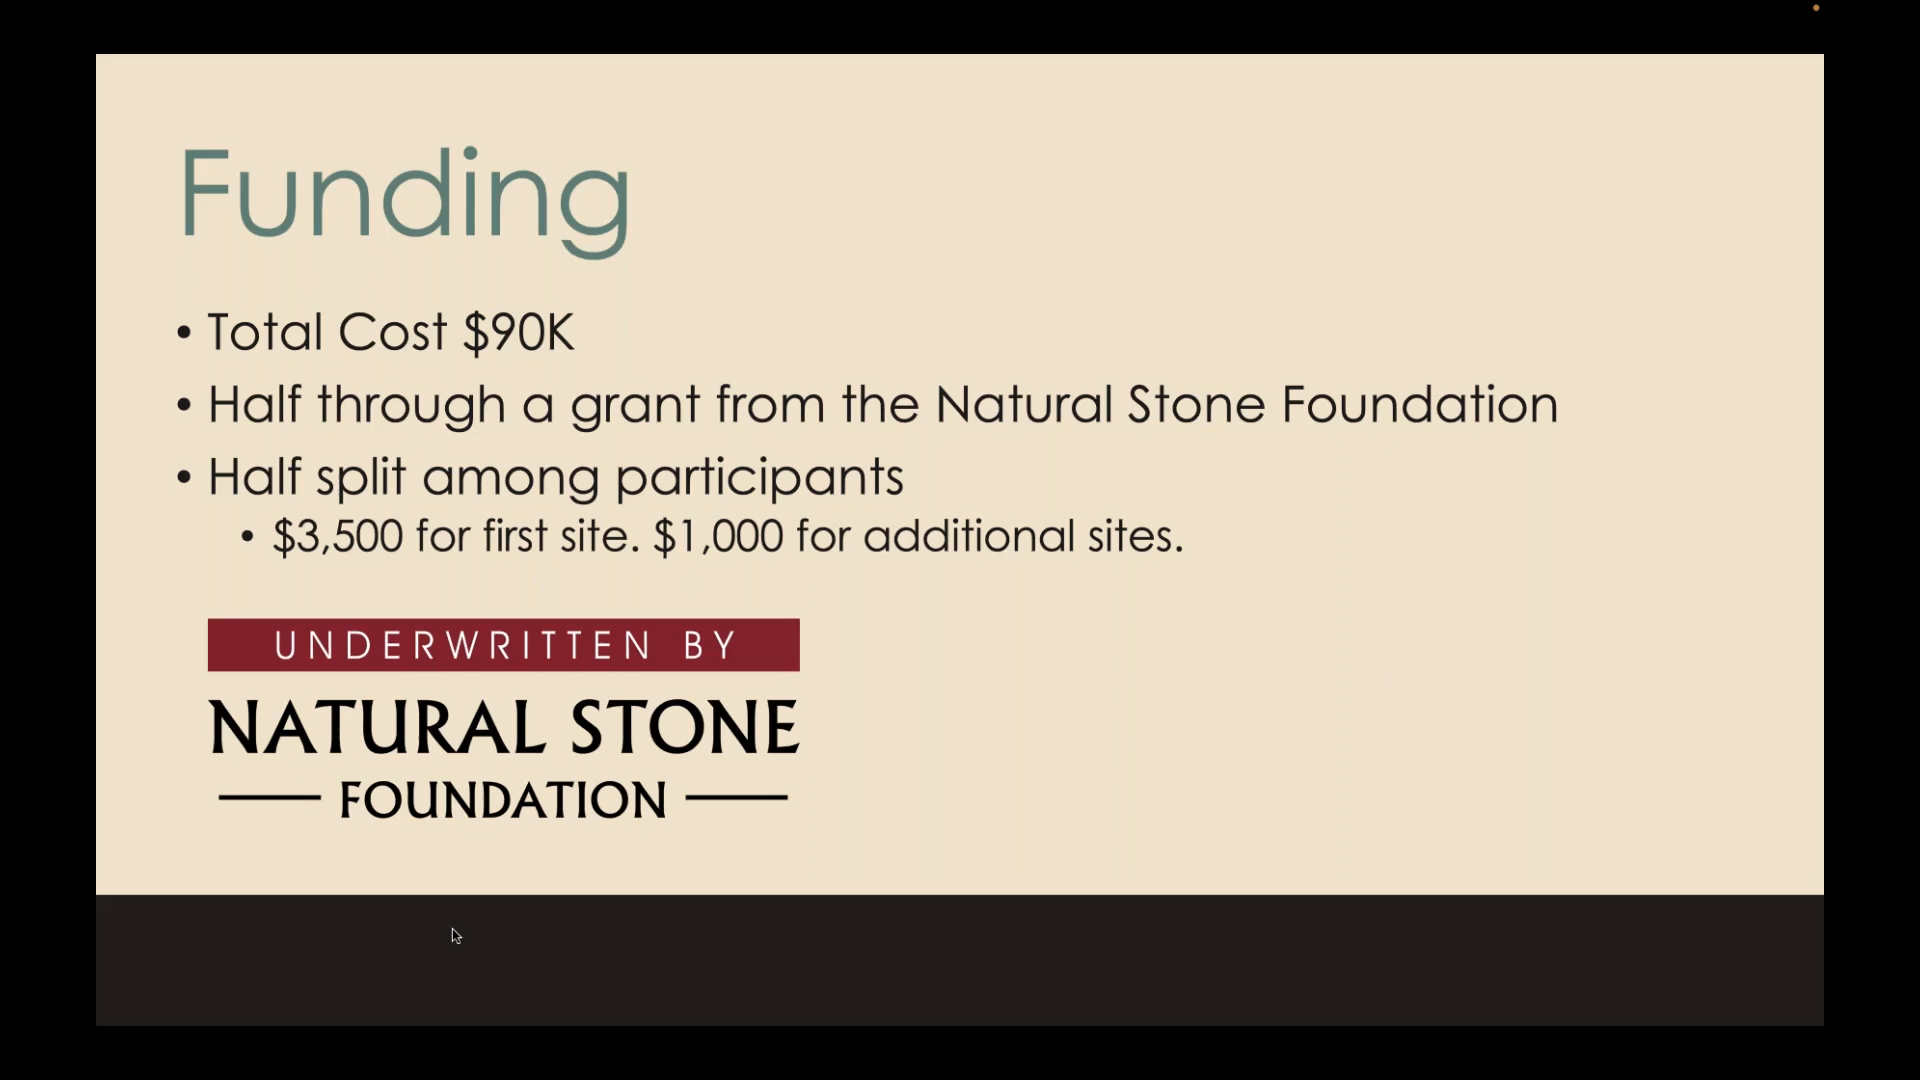 Funding
• Total Cost $90K
• Half through a grant from the Natural Stone Foundation
• Half split among participants
• $3,500 for first site. $1,000 for additional sites.
UNDERWRITTEN BY
NATURAL STONE
FOUNDATION